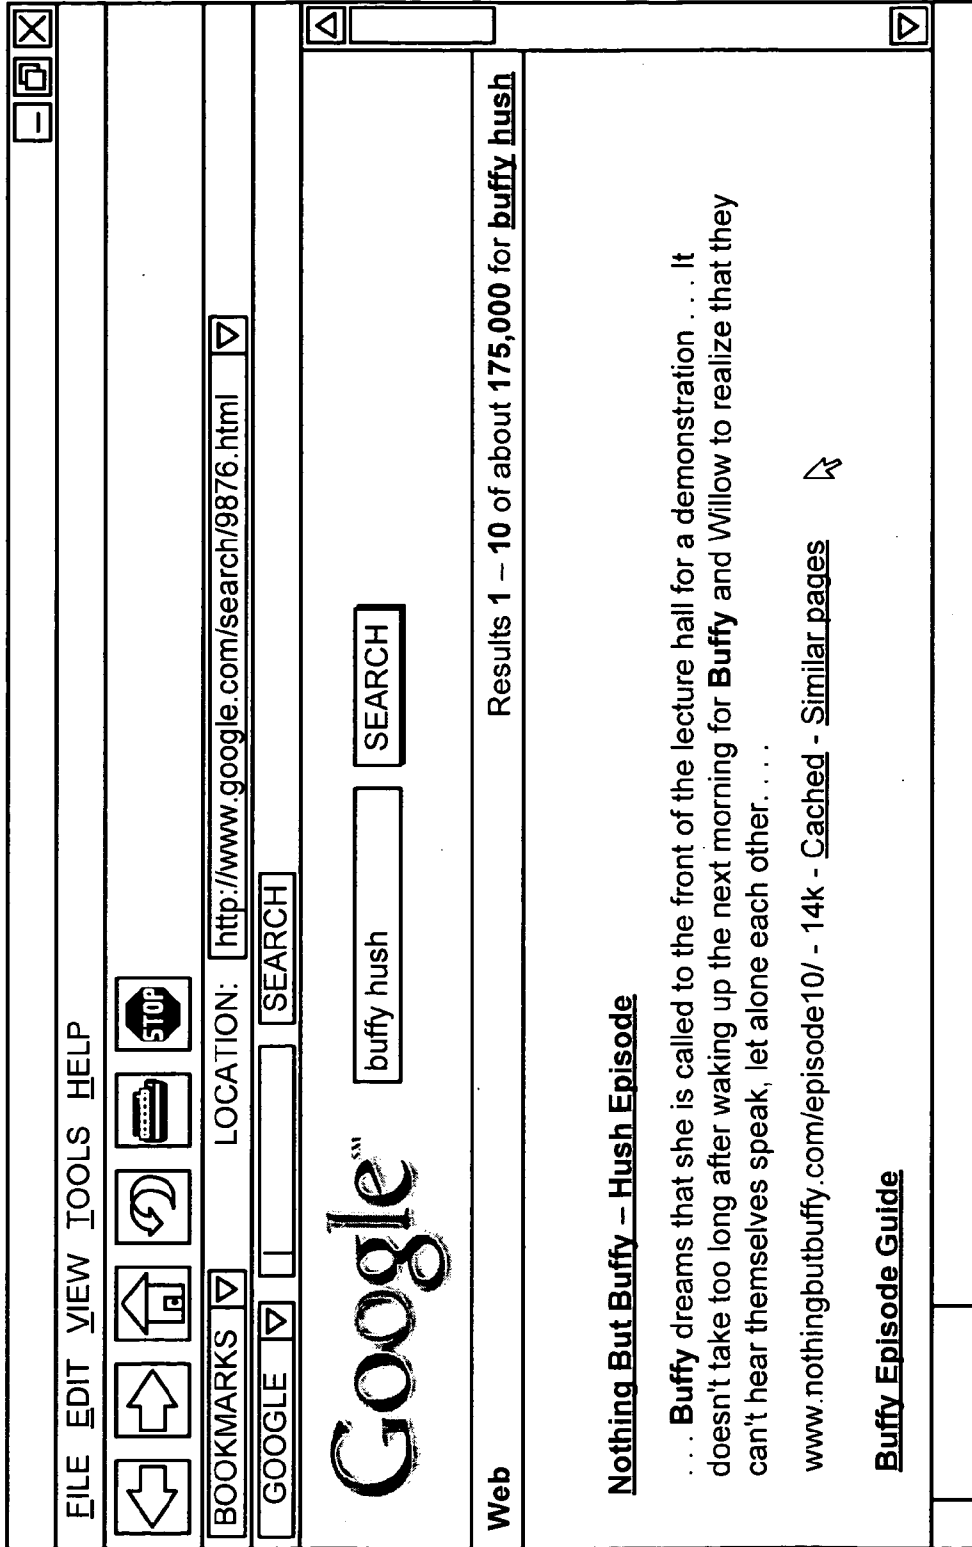 FILE EDIT VIEW TOOLS HELP
STOP
BOOKMARKS LOCATION: http://www.google.com/search/9876.html
GOOGLE SEARCH
Google℠ buffy hush SEARCH
Web Results 1 – 10 of about 175,000 for buffy hush
Nothing But Buffy – Hush Episode
. . . Buffy dreams that she is called to the front of the lecture hall for a demonstration . . . It
doesn't take too long after waking up the next morning for Buffy and Willow to realize that they
can't hear themselves speak, let alone each other. . . .
www.nothingbutbuffy.com/episode10/ - 14k - Cached - Similar pages
Buffy Episode Guide